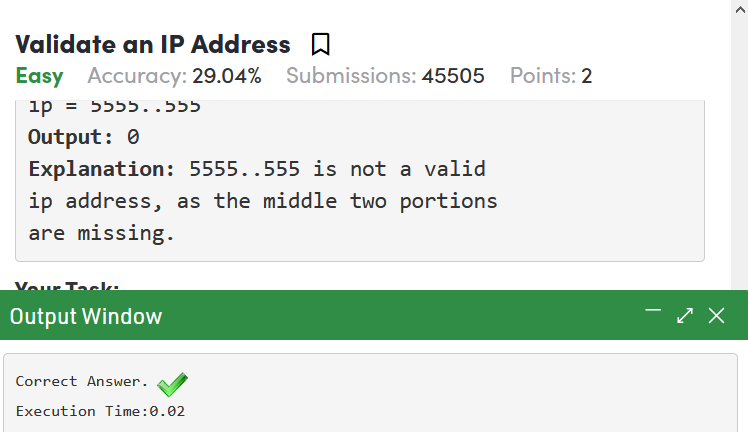 Validate an IP Address
Easy Accuracy: 29.04% Submissions: 45505 Points: 2
ip = 5555..555
Output: 0
Explanation: 5555..555 is not a valid
ip address, as the middle two portions
are missing.
Your Task:
Output Window
Correct Answer.
Execution Time:0.02